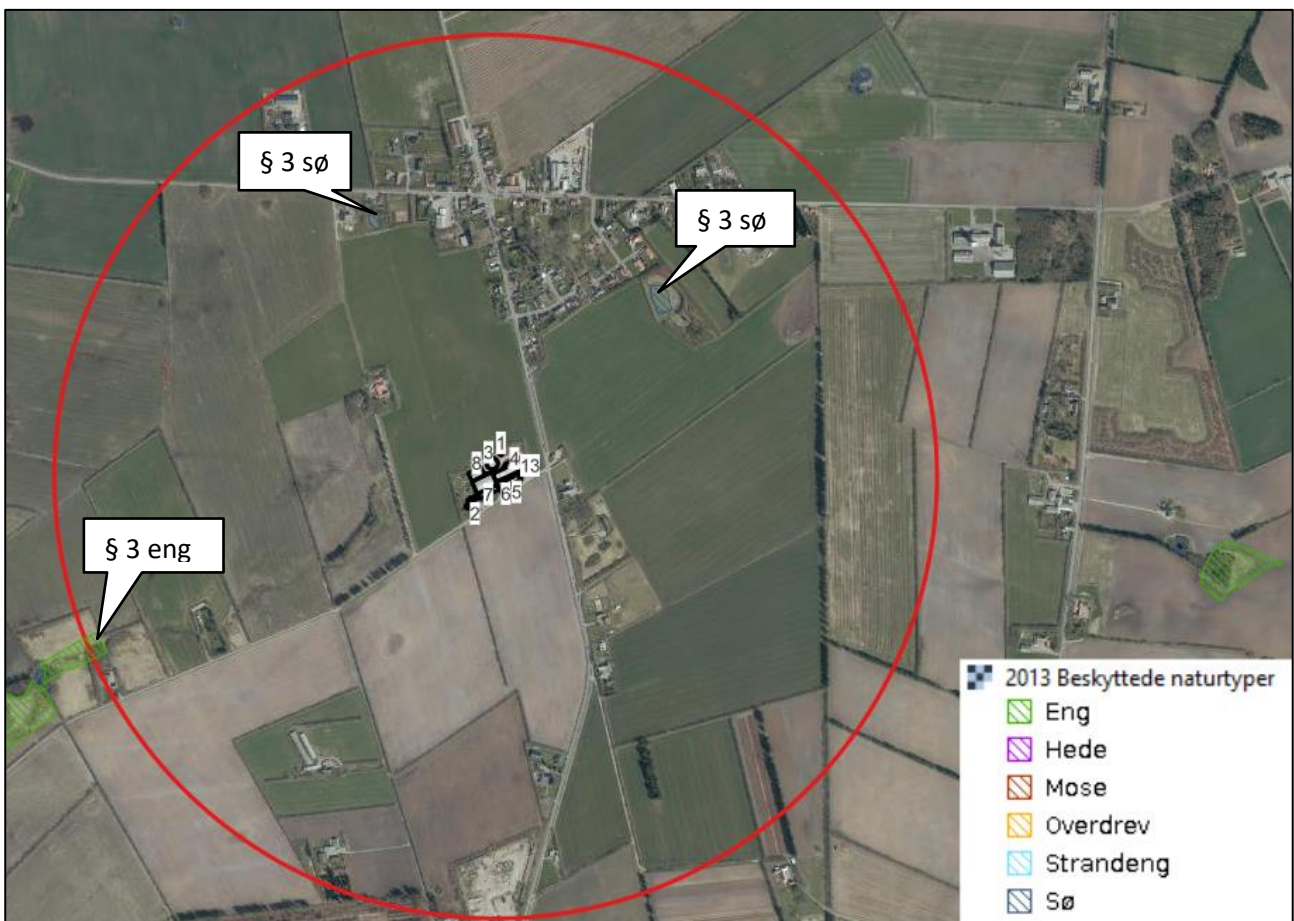 § 3 sø
§ 3 sø
1
3
8
4
13
7
6
5
2
§ 3 eng
2013 Beskyttede naturtyper
Eng
Hede
Mose
Overdrev
Strandeng
Sø